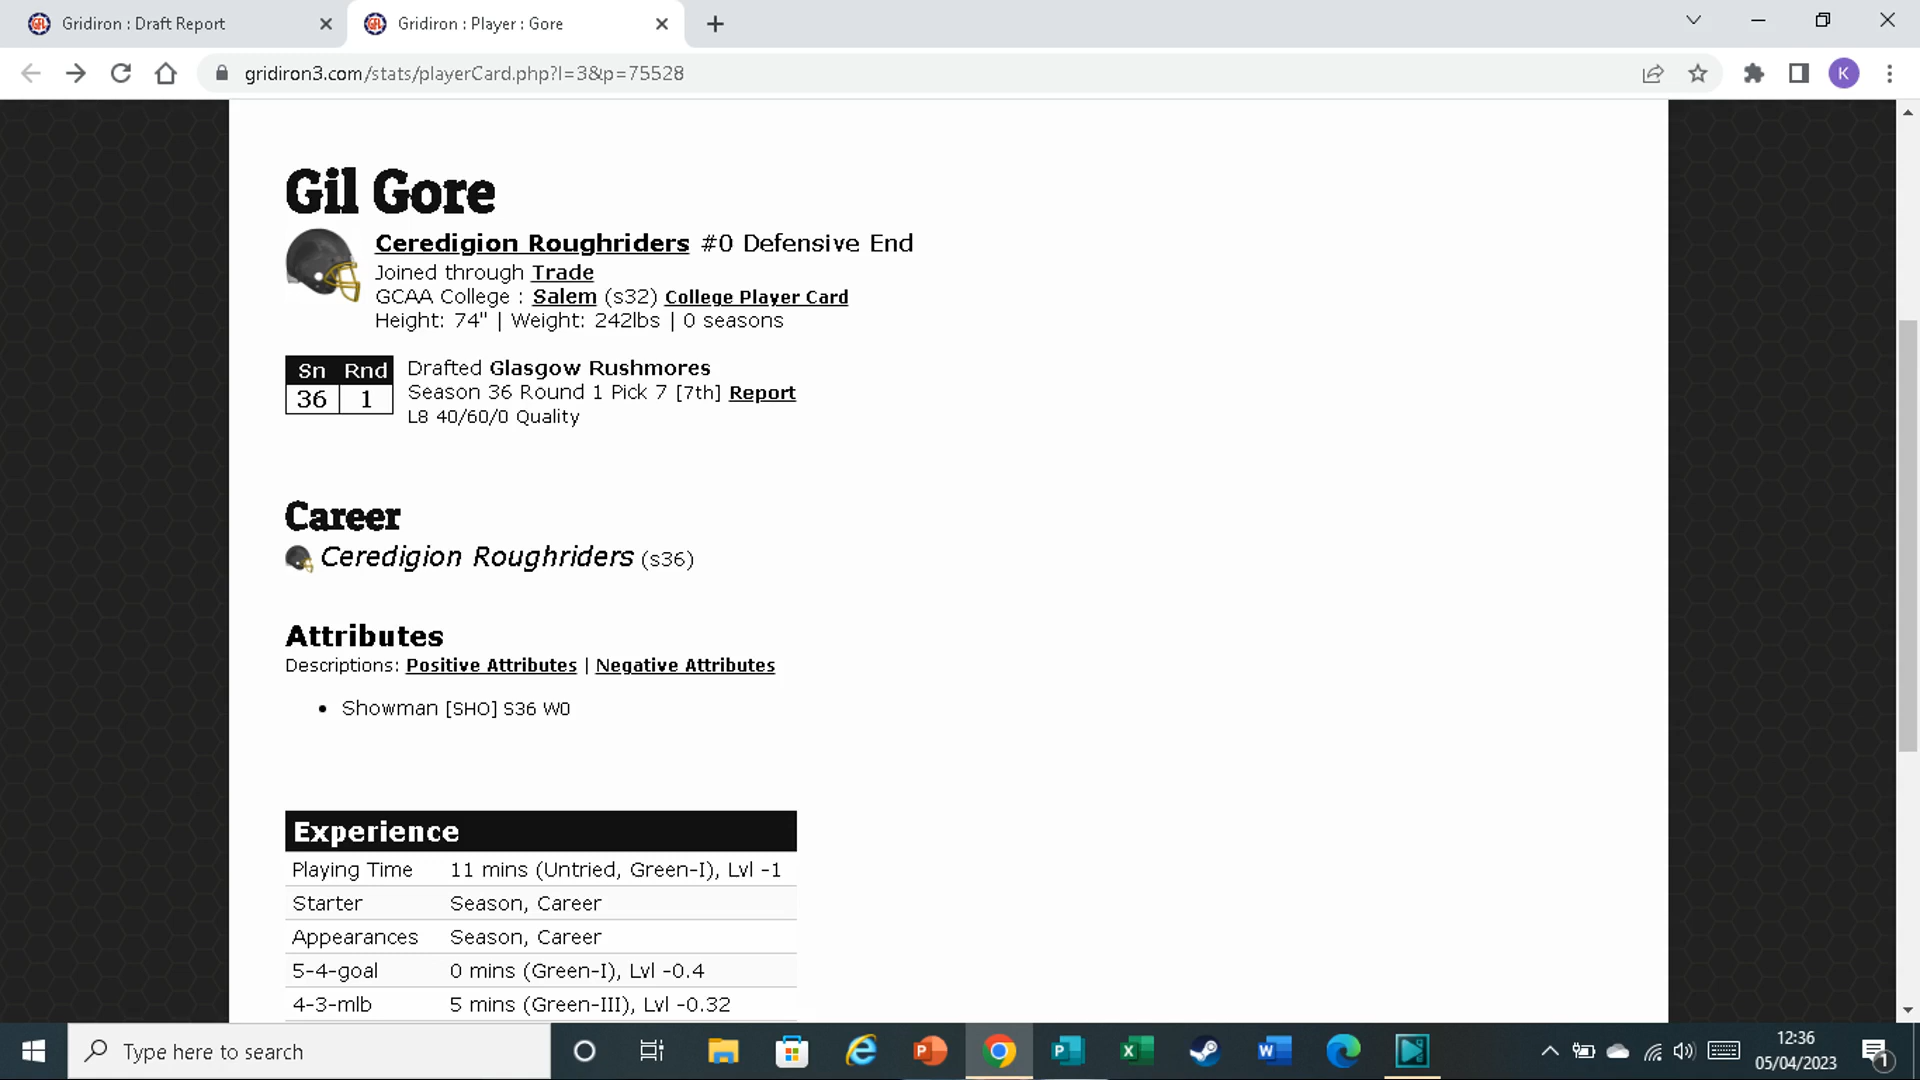 Gridiron : Draft Report
Gridiron : Player : Gore
gridiron3.com/stats/playerCard.php?l=3&p=75528
K
Gil Gore
Ceredigion Roughriders #0 Defensive End
Joined through Trade
GCAA College : Salem (s32) College Player Card
Height: 74" | Weight: 242lbs | 0 seasons
Sn Rnd
36 1
Drafted Glasgow Rushmores
Season 36 Round 1 Pick 7 [7th] Report
L8 40/60/0 Quality
Career
Ceredigion Roughriders (s36)
Attributes
Descriptions: Positive Attributes | Negative Attributes
• Showman [SHO] S36 W0
Experience
Playing Time 11 mins (Untried, Green-I), Lvl -1
Starter Season, Career
Appearances Season, Career
5-4-goal 0 mins (Green-I), Lvl -0.4
4-3-mlb 5 mins (Green-III), Lvl -0.32
Type here to search
12:36
05/04/2023
1